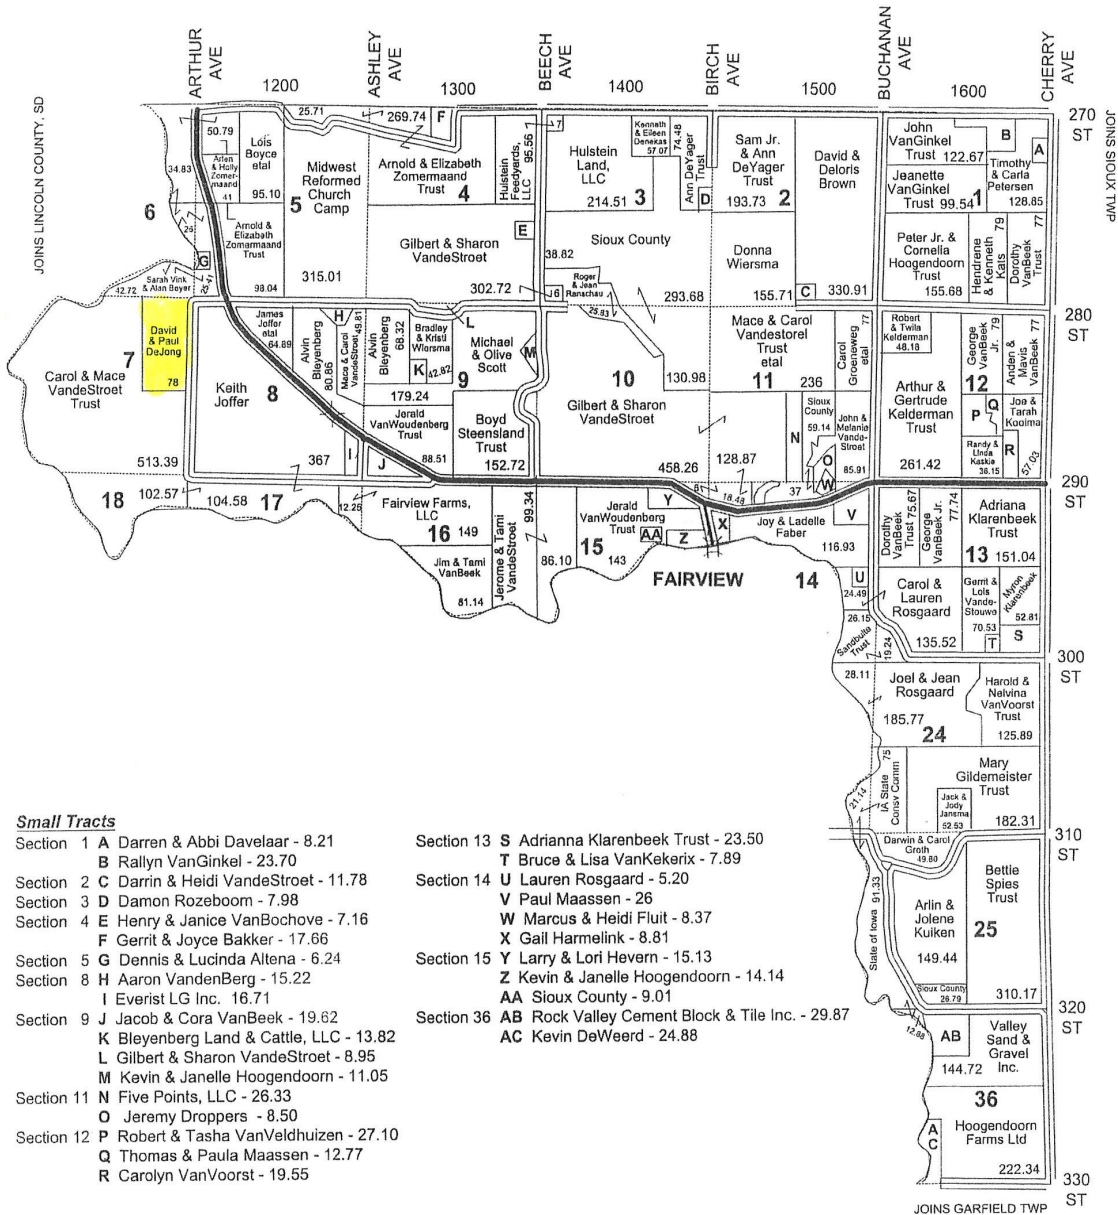 ARTHUR
AVE
ASHLEY
AVE
BEECH
AVE
BIRCH
AVE
BUCHANAN
AVE
CHERRY
AVE
1200
1300
1400
1500
1600
270
ST
JOINS LINCOLN COUNTY, SD
JOINS SIOUX TWP
50.79
Arlen
& Holly
Zomer-
maand
41
34.83
Lois
Boyce
etal
95.10
25.71
Midwest
Reformed
Church
Camp
5
315.01
6
26
G
Arnold &
Elizabeth
Zomermaand
Trust
98.04
Sarah Vink
& Alan Beyer
42.72
25.41
269.74
F
Arnold & Elizabeth
Zomermaand
Trust
4
Hulstein
Feedyards,
LLC
95.56
E
Gilbert & Sharon
VandeStroet
302.72
7
Hulstein
Land,
LLC
214.51
3
Kenneth
& Eileen
Denekas
57.07
74.48
Ann DeYager
Trust
D
Sioux County
38.82
Roger
& Jean
Ranschau
25.83
J6
293.68
Sam Jr.
& Ann
DeYager
Trust
193.73
2
David &
Deloris
Brown
Donna
Wiersma
155.71
C
330.91
John
VanGinkel
Trust
122.67
B
A
Jeanette
VanGinkel
Trust
99.54
1
Timothy
& Carla
Petersen
128.85
Peter Jr. &
Cornelia
Hoogendoorn
Trust
155.68
Hendrene
& Kenneth
Kats
79
Dorothy
VanBeek
Trust
77
280
ST
David
& Paul
DeJong
78
7
Carol & Mace
VandeStroet
Trust
513.39
James
Joffer
etal
64.89
Keith
Joffer
8
367
Alvin
Bleyenberg
80.86
H
Mace & Carol
VandeStroet
49.81
I
Alvin
Bleyenberg
68.32
Bradley
& Kristi
Wiersma
K
42.82
L
9
179.24
Michael
& Olive
Scott
M
Jerald
VanWoudenberg
Trust
88.51
J
Boyd
Steensland
Trust
152.72
10
Gilbert & Sharon
VandeStroet
130.98
458.26
Mace & Carol
Vandestorel
Trust
etal
11
236
Carol
Groeneweg
etal
77
Sioux
County
59.14
John &
Melanie
Vande-
Stroet
85.91
N
O
W
128.87
37
Robert
& Twila
Kelderman
48.18
Arthur &
Gertrude
Kelderman
Trust
261.42
George
VanBeek
Jr.
79
Anden &
Mavis
VanBeek
77
12
P
Q
Joe &
Tarah
Kooima
57.03
Randy &
Linda
Kaskie
36.15
R
290
ST
18
102.57
104.58
17
12.25
Fairview Farms,
LLC
16
149
Jim & Tami
VanBeek
81.14
Jerome & Tami
VandeStroet
99.34
86.10
15
Jerald
VanWoudenberg
Trust
143
AA
Y
Z
8
18.48
X
FAIRVIEW
Joy & Ladelle
Faber
116.93
V
14
U
24.49
26.15
Sandbulte
Trust
19.24
Dorothy
VanBeek
Trust
75.67
George
VanBeek Jr.
77.74
Adriana
Klarenbeek
Trust
13
151.04
Carol &
Lauren
Rosgaard
135.52
Gerrit &
Lois
Vande-
Stouwe
70.53
T
Myron
Klarenbeek
52.81
S
300
ST
28.11
Joel & Jean
Rosgaard
185.77
24
Harold &
Nelvina
VanVoorst
Trust
125.89
21.14
IA State
Consv Comm
75
Mary
Gildemeister
Trust
182.31
Jack &
Jody
Jansma
52.53
310
ST
Darwin & Carol
Groth
49.80
State of Iowa
91.33
Arlin &
Jolene
Kuiken
149.44
Bettie
Spies
Trust
25
310.17
Sioux County
26.79
320
ST
12.88
AB
144.72
Valley
Sand &
Gravel
Inc.
36
A
C
Hoogendoorn
Farms Ltd
222.34
330
ST
JOINS GARFIELD TWP
Small Tracts
Section 1 A Darren & Abbi Davelaar - 8.21
B Rallyn VanGinkel - 23.70
Section 2 C Darrin & Heidi VandeStroet - 11.78
Section 3 D Damon Rozeboom - 7.98
Section 4 E Henry & Janice VanBochove - 7.16
F Gerrit & Joyce Bakker - 17.66
Section 5 G Dennis & Lucinda Altena - 6.24
Section 8 H Aaron VandenBerg - 15.22
I Everist LG Inc. 16.71
Section 9 J Jacob & Cora VanBeek - 19.62
K Bleyenberg Land & Cattle, LLC - 13.82
L Gilbert & Sharon VandeStroet - 8.95
M Kevin & Janelle Hoogendoorn - 11.05
Section 11 N Five Points, LLC - 26.33
O Jeremy Droppers - 8.50
Section 12 P Robert & Tasha VanVeldhuizen - 27.10
Q Thomas & Paula Maassen - 12.77
R Carolyn VanVoorst - 19.55
Section 13 S Adrianna Klarenbeek Trust - 23.50
T Bruce & Lisa VanKekerix - 7.89
Section 14 U Lauren Rosgaard - 5.20
V Paul Maassen - 26
W Marcus & Heidi Fluit - 8.37
X Gail Harmelink - 8.81
Section 15 Y Larry & Lori Hevern - 15.13
Z Kevin & Janelle Hoogendoorn - 14.14
AA Sioux County - 9.01
Section 36 AB Rock Valley Cement Block & Tile Inc. - 29.87
AC Kevin DeWeerd - 24.88